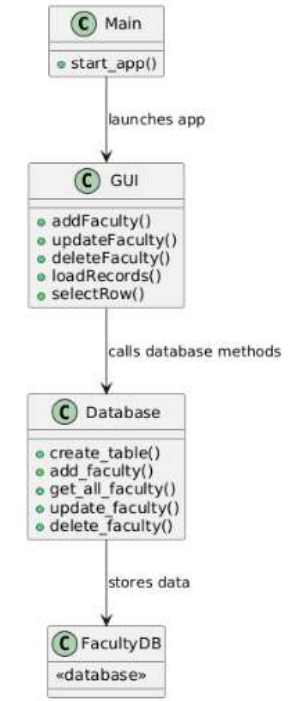 C Main
start_app()
launches app
C GUI
addFaculty()
updateFaculty()
deleteFaculty()
loadRecords()
selectRow()
calls database methods
C Database
create_table()
add_faculty()
get_all_faculty()
update_faculty()
delete_faculty()
stores data
C FacultyDB
«database»